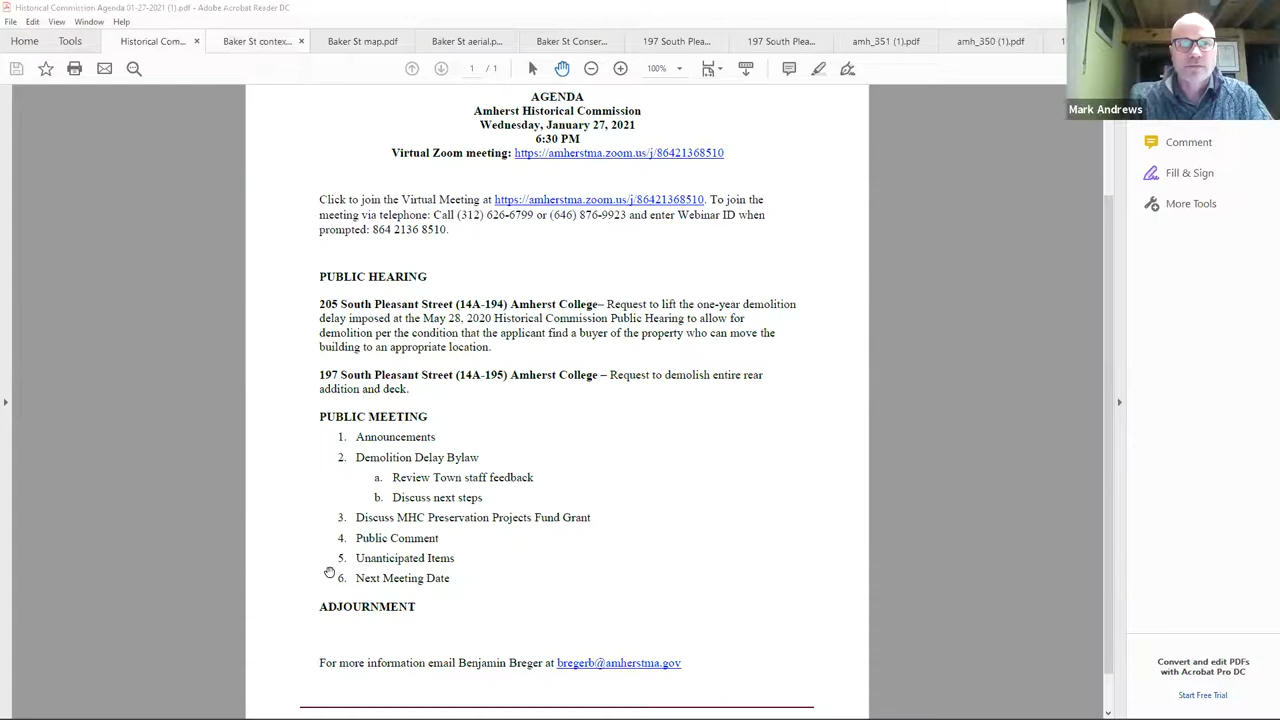 Historical Commission Agenda 01-27-2021 (1).pdf - Adobe Acrobat Reader DC
File Edit View Window Help
Home Tools Historical Com... × Baker St contex... × Baker St map.pdf Baker St aerial.p... Baker St Conser... 197 South Plea... 197 South Plea... amh_351 (1).pdf amh_350 (1).pdf
1 / 1 100%
Mark Andrews
AGENDA
Amherst Historical Commission
Wednesday, January 27, 2021
6:30 PM
Virtual Zoom meeting: https://amherstma.zoom.us/j/86421368510
Click to join the Virtual Meeting at https://amherstma.zoom.us/j/86421368510. To join the
meeting via telephone: Call (312) 626-6799 or (646) 876-9923 and enter Webinar ID when
prompted: 864 2136 8510.
PUBLIC HEARING
205 South Pleasant Street (14A-194) Amherst College– Request to lift the one-year demolition
delay imposed at the May 28, 2020 Historical Commission Public Hearing to allow for
demolition per the condition that the applicant find a buyer of the property who can move the
building to an appropriate location.
197 South Pleasant Street (14A-195) Amherst College – Request to demolish entire rear
addition and deck.
PUBLIC MEETING
1. Announcements
2. Demolition Delay Bylaw
a. Review Town staff feedback
b. Discuss next steps
3. Discuss MHC Preservation Projects Fund Grant
4. Public Comment
5. Unanticipated Items
6. Next Meeting Date
ADJOURNMENT
For more information email Benjamin Breger at bregerb@amherstma.gov
Comment
Fill & Sign
More Tools
Convert and edit PDFs
with Acrobat Pro DC
Start Free Trial